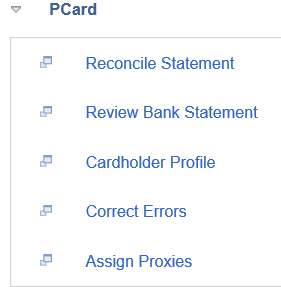 PCard
Reconcile Statement
Review Bank Statement
Cardholder Profile
Correct Errors
Assign Proxies